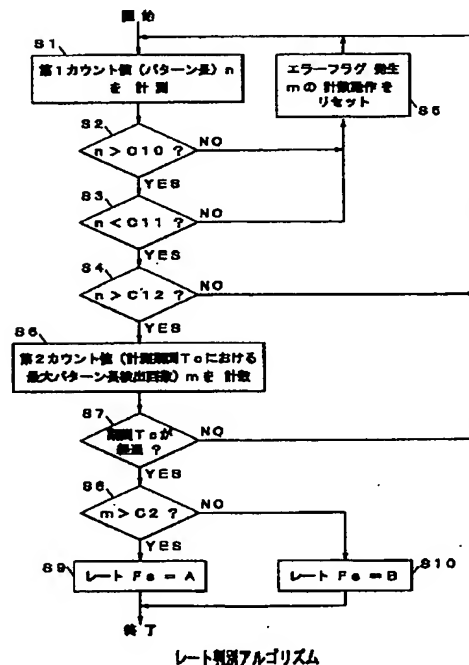 開 始
S1
第1カウント値(パターン長)n
を 計 測
エラーフラグ 発生
mの 計数動作 を
リセット
S5
S2
n > C10 ?
NO
YES
S3
n < C11 ?
NO
YES
S4
n > C12 ?
NO
YES
S6
第2カウント値(計測期間Tcにおける
最大パターン長検出回数)mを 計数
S7
期間Tcが
経過 ?
NO
YES
S8
m > C2 ?
NO
YES
S9
レート Fs = A
レート Fs = B
S10
終 了
レート判別アルゴリズム